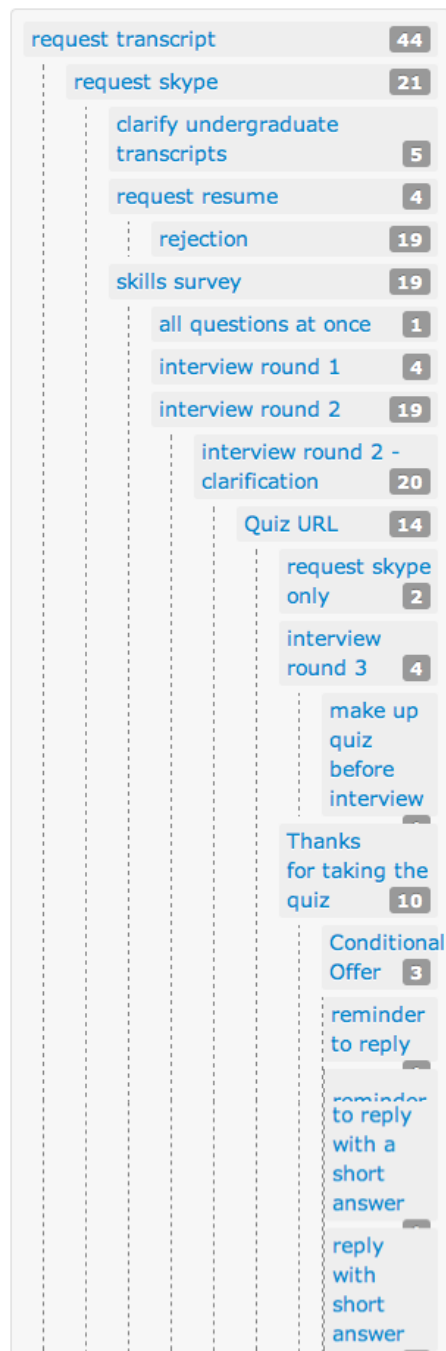 request transcript 44
request skype 21
clarify undergraduate
transcripts 5
request resume 4
rejection 19
skills survey 19
all questions at once 1
interview round 1 4
interview round 2 19
interview round 2 -
clarification 20
Quiz URL 14
request skype
only 2
interview
round 3 4
make up
quiz
before
interview
Thanks
for taking the
quiz 10
Conditional
Offer 3
reminder
to reply
reminder
to reply
with a
short
answer
reply
with
short
answer